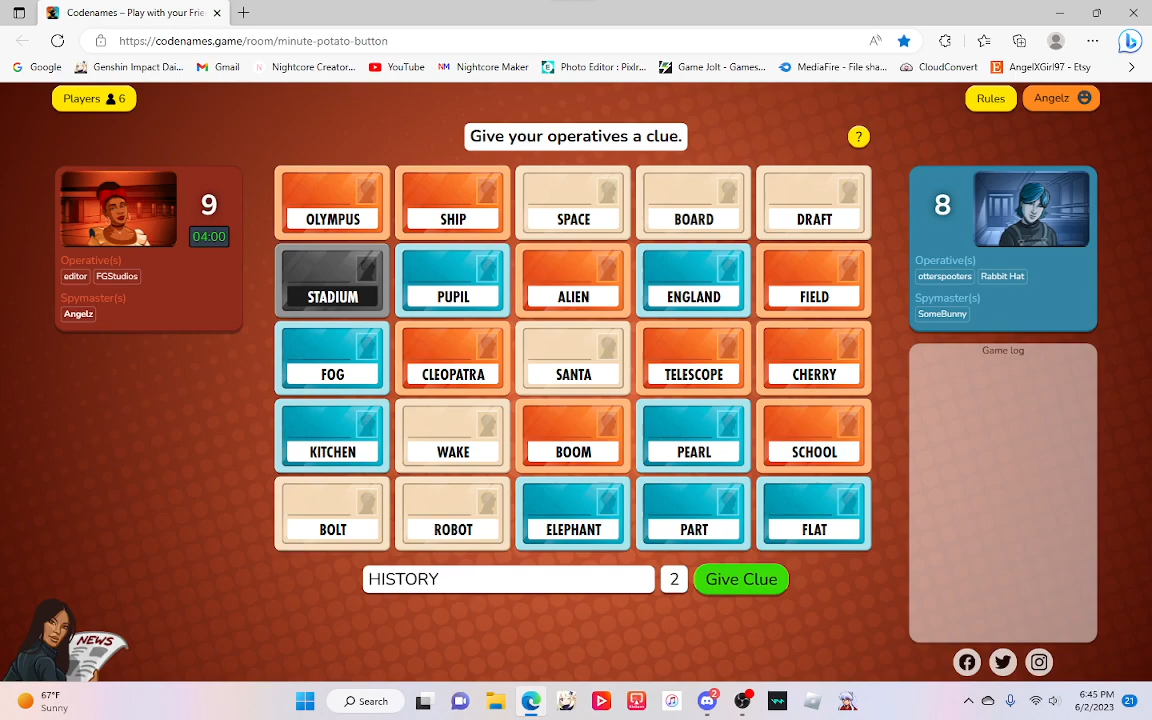 Codenames – Play with your Frie
https://codenames.game/room/minute-potato-button
Google
Genshin Impact Dai...
Gmail
Nightcore Creator...
YouTube
Nightcore Maker
Photo Editor : Pixlr...
Game Jolt - Games...
MediaFire - File sha...
CloudConvert
AngelXGirl97 - Etsy
Players 6
Rules
Angelz
Give your operatives a clue.
?
9
04:00
Operative(s)
editor FGStudios
Spymaster(s)
Angelz
OLYMPUS SHIP SPACE BOARD DRAFT
STADIUM PUPIL ALIEN ENGLAND FIELD
FOG CLEOPATRA SANTA TELESCOPE CHERRY
KITCHEN WAKE BOOM PEARL SCHOOL
BOLT ROBOT ELEPHANT PART FLAT
8
Operative(s)
otterspooters Rabbit Hat
Spymaster(s)
SomeBunny
Game log
HISTORY 2 Give Clue
NEWS
67°F
Sunny
Search
2
6:45 PM
6/2/2023
21